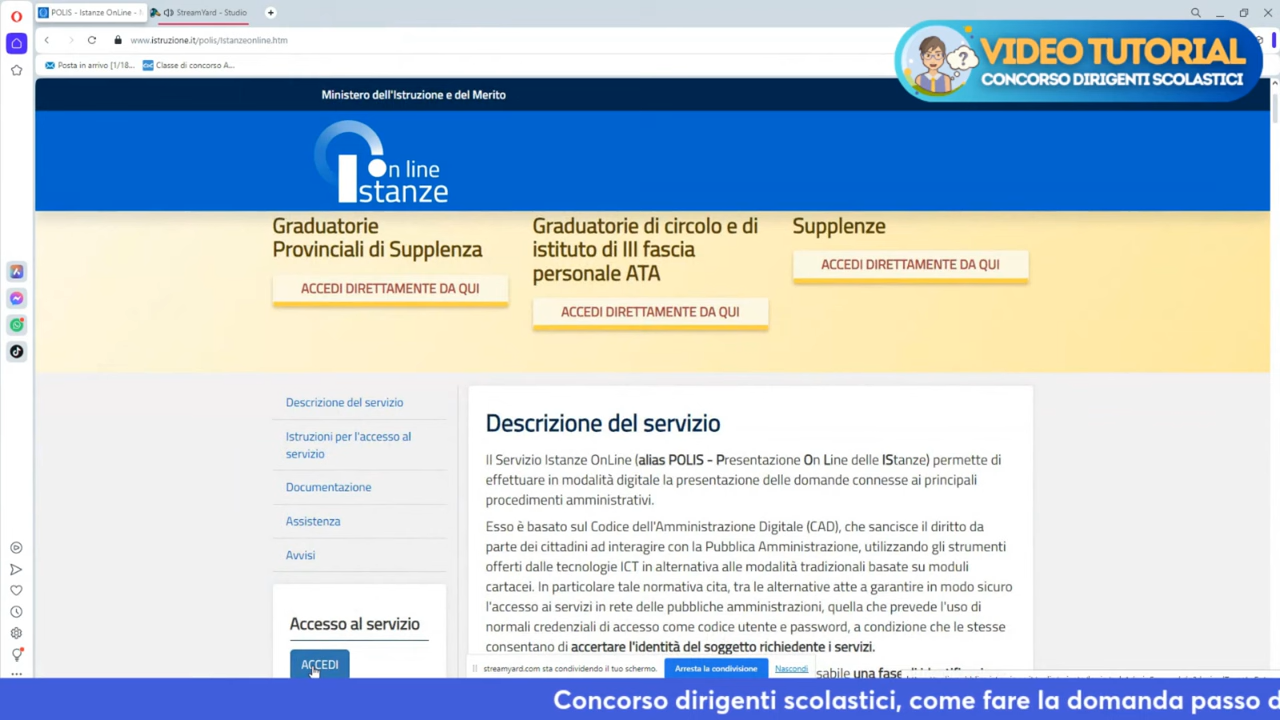 POLIS - Istanze OnLine -
StreamYard - Studio
www.istruzione.it/polis/Istanzeonline.htm
Posta in arrivo (1/18...
Classe di concorso A...
VIDEO TUTORIAL
CONCORSO DIRIGENTI SCOLASTICI
Ministero dell'Istruzione e del Merito
On line
Istanze
Graduatorie
Provinciali di Supplenza
ACCEDI DIRETTAMENTE DA QUI
Graduatorie di circolo e di
istituto di III fascia
personale ATA
ACCEDI DIRETTAMENTE DA QUI
Supplenze
ACCEDI DIRETTAMENTE DA QUI
Descrizione del servizio
Istruzioni per l'accesso al
servizio
Documentazione
Assistenza
Avvisi
Accesso al servizio
ACCEDI
Descrizione del servizio
Il Servizio Istanze OnLine (alias POLIS - Presentazione On Line delle IStanze) permette di
effettuare in modalità digitale la presentazione delle domande connesse ai principali
procedimenti amministrativi.
Esso è basato sul Codice dell'Amministrazione Digitale (CAD), che sancisce il diritto da
parte dei cittadini ad interagire con la Pubblica Amministrazione, utilizzando gli strumenti
offerti dalle tecnologie ICT in alternativa alle modalità tradizionali basate su moduli
cartacei. In particolare tale normativa cita, tra le alternative atte a garantire in modo sicuro
l'accesso ai servizi in rete delle pubbliche amministrazioni, quella che prevede l'uso di
normali credenziali di accesso come codice utente e password, a condizione che le stesse
consentano di accertare l'identità del soggetto richiedente i servizi.
streamyard.com sta condividendo il tuo schermo.
Arresta la condivisione
Nascondi
Concorso dirigenti scolastici, come fare la domanda passo d